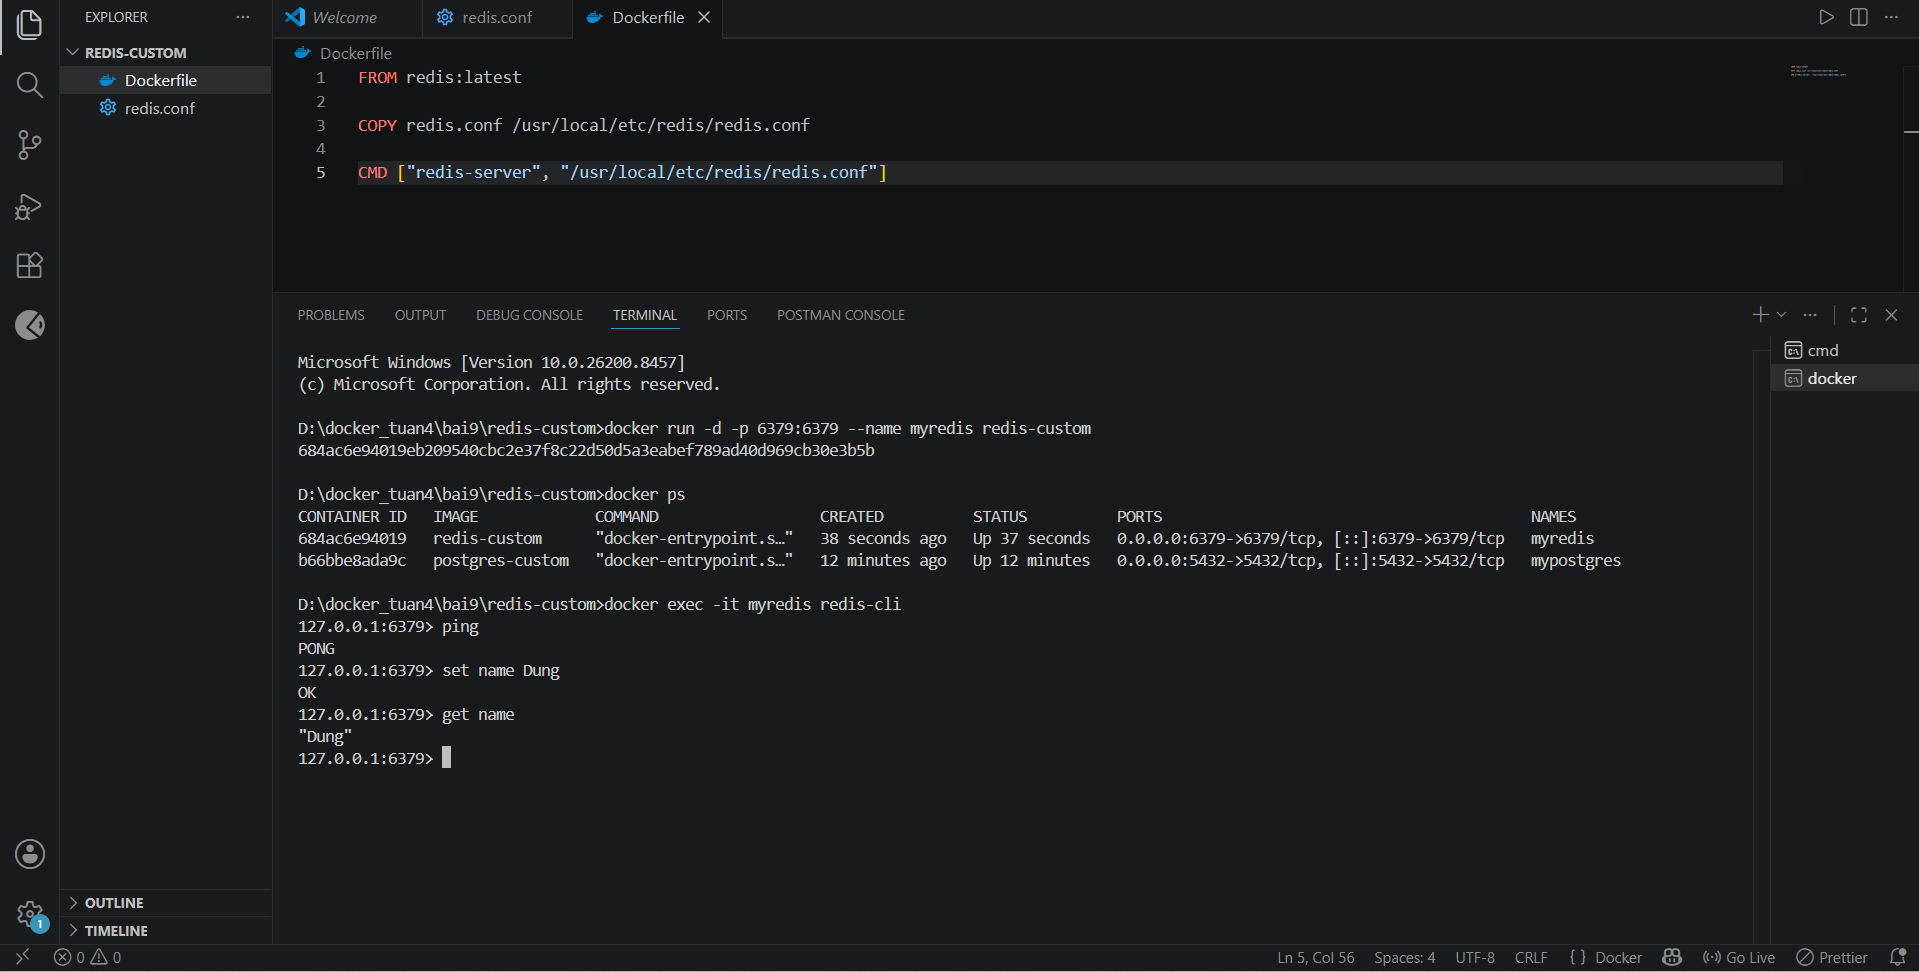 EXPLORER
REDIS-CUSTOM
Dockerfile
redis.conf
OUTLINE
TIMELINE
Welcome
redis.conf
Dockerfile
Dockerfile
1 FROM redis:latest
2
3 COPY redis.conf /usr/local/etc/redis/redis.conf
4
5 CMD ["redis-server", "/usr/local/etc/redis/redis.conf"]
PROBLEMS OUTPUT DEBUG CONSOLE TERMINAL PORTS POSTMAN CONSOLE
Microsoft Windows [Version 10.0.26200.8457]
(c) Microsoft Corporation. All rights reserved.
D:\docker_tuan4\bai9\redis-custom>docker run -d -p 6379:6379 --name myredis redis-custom
684ac6e94019eb209540cbc2e37f8c22d50d5a3eabef789ad40d969cb30e3b5b
D:\docker_tuan4\bai9\redis-custom>docker ps
CONTAINER ID IMAGE COMMAND CREATED STATUS PORTS NAMES
684ac6e94019 redis-custom "docker-entrypoint.s…" 38 seconds ago Up 37 seconds 0.0.0.0:6379->6379/tcp, [::]:6379->6379/tcp myredis
b66bbe8ada9c postgres-custom "docker-entrypoint.s…" 12 minutes ago Up 12 minutes 0.0.0.0:5432->5432/tcp, [::]:5432->5432/tcp mypostgres
D:\docker_tuan4\bai9\redis-custom>docker exec -it myredis redis-cli
127.0.0.1:6379> ping
PONG
127.0.0.1:6379> set name Dung
OK
127.0.0.1:6379> get name
"Dung"
127.0.0.1:6379>
cmd
docker
1
0 0
Ln 5, Col 56 Spaces: 4 UTF-8 CRLF { } Docker Go Live Prettier